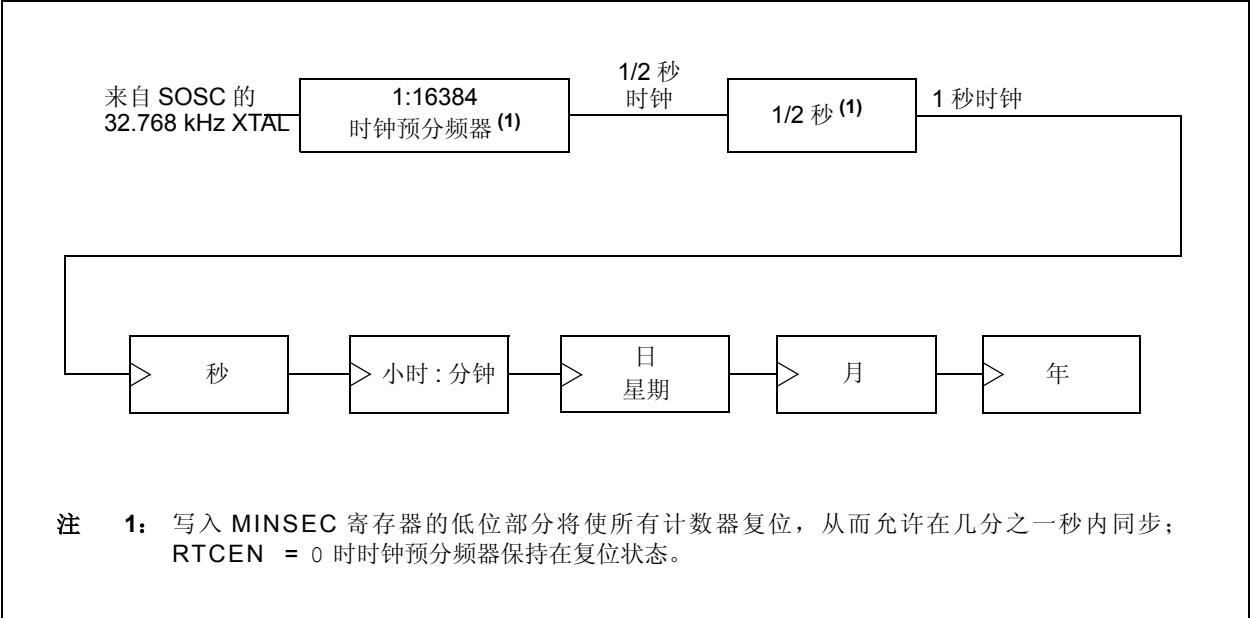 来自 SOSC 的
32.768 kHz XTAL
1:16384
时钟预分频器 (1)
1/2 秒
时钟
1/2 秒 (1)
1 秒时钟
秒
小时 : 分钟
日
星期
月
年
注 1： 写入 MINSEC 寄存器的低位部分将使所有计数器复位，从而允许在几分之一秒内同步；
RTCEN = 0 时时钟预分频器保持在复位状态。